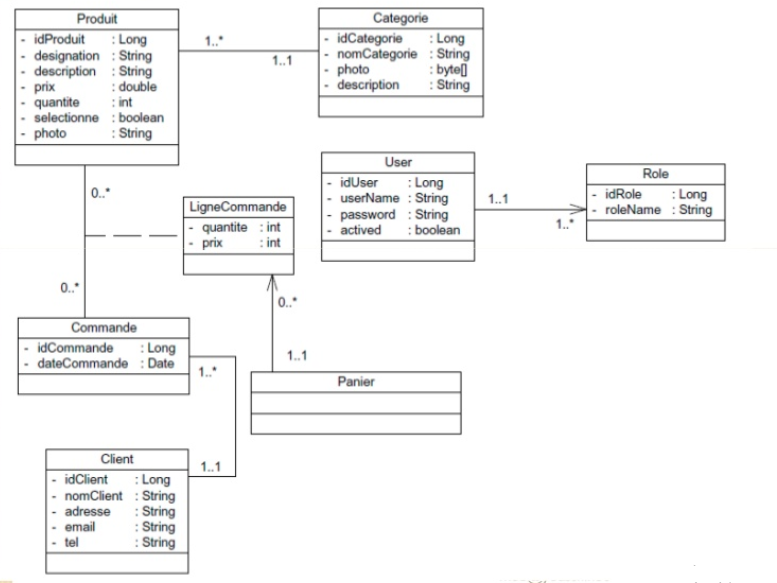 Produit
- idProduit : Long
- designation : String
- description : String
- prix : double
- quantite : int
- selectionne : boolean
- photo : String
1..*
1..1
Categorie
- idCategorie : Long
- nomCategorie : String
- photo : byte[]
- description : String
User
- idUser : Long
- userName : String
- password : String
- actived : boolean
1..1
1..*
Role
- idRole : Long
- roleName : String
0..*
0..*
LigneCommande
- quantite : int
- prix : int
0..*
1..1
Panier
Commande
- idCommande : Long
- dateCommande : Date
1..*
1..1
Client
- idClient : Long
- nomClient : String
- adresse : String
- email : String
- tel : String